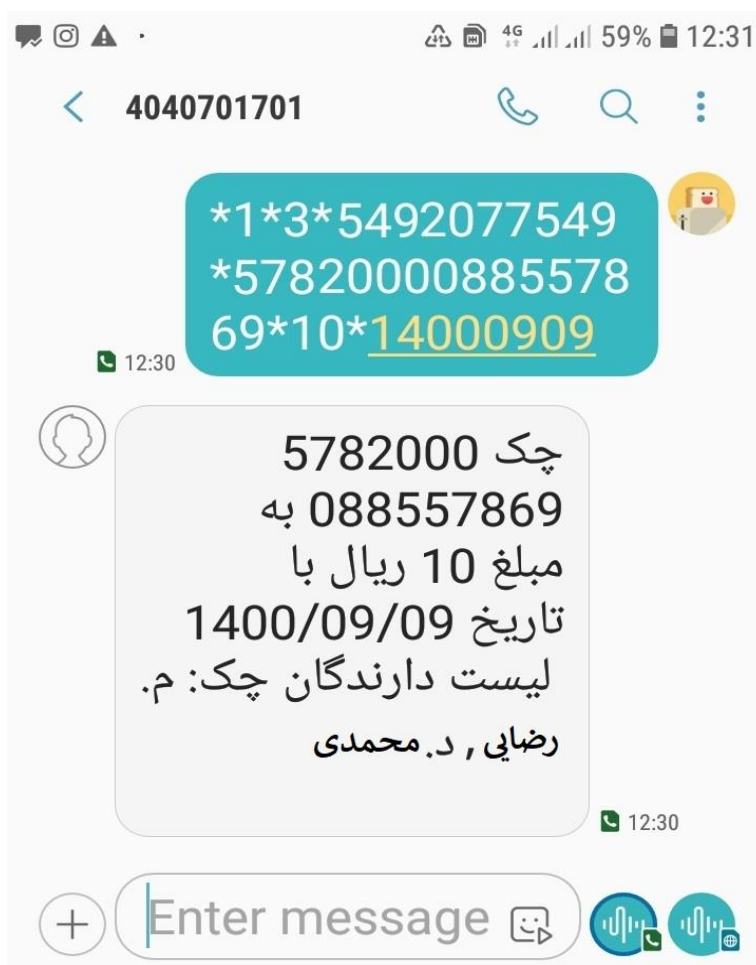 4G 59% 12:31
4040701701
*1*3*5492077549
*57820000885578
69*10*14000909
12:30
چک 5782000
088557869 به
مبلغ 10 ریال با
تاریخ 1400/09/09
لیست دارندگان چک: م.
رضایی , د. محمدی
12:30
Enter message